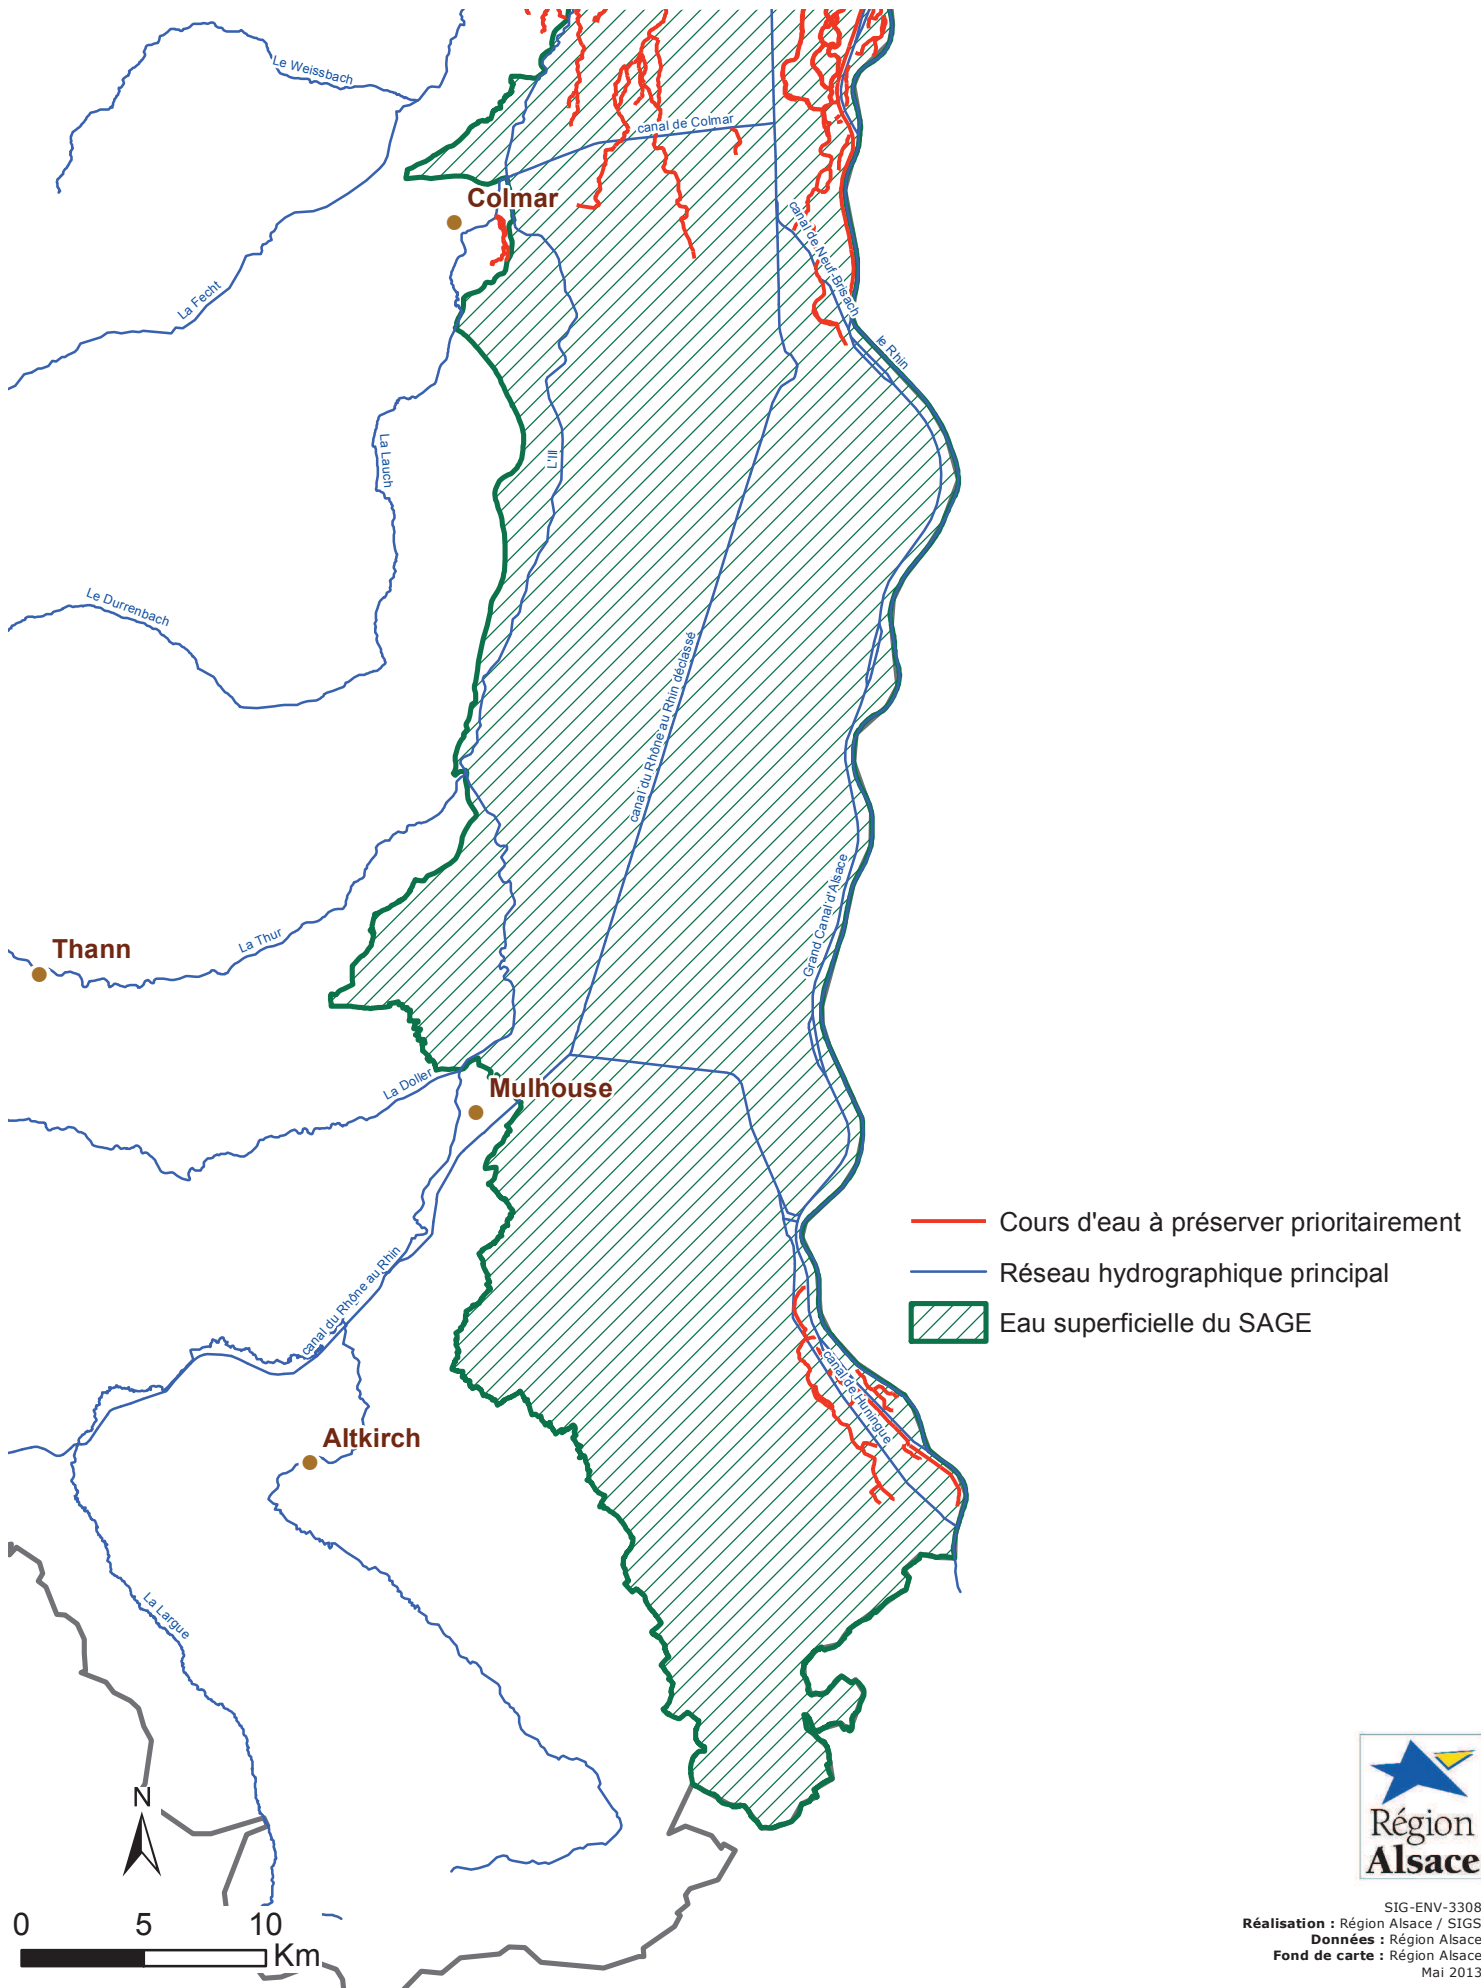 Le Weissbach
canal de Colmar
Colmar
canal de Neuf-Brisach
La Fecht
le Rhin
La Lauch
L'Ill
Le Durrenbach
canal du Rhône au Rhin déclassé
Grand Canal d'Alsace
Thann
La Thur
La Doller
Mulhouse
Cours d'eau à préserver prioritairement
canal du Rhône au Rhin
Réseau hydrographique principal
Eau superficielle du SAGE
canal de Huningue
Altkirch
La Largue
N
Région
Alsace
0 5 10
Km
SIG-ENV-3308
Réalisation : Région Alsace / SIGS
Données : Région Alsace
Fond de carte : Région Alsace
Mai 2013